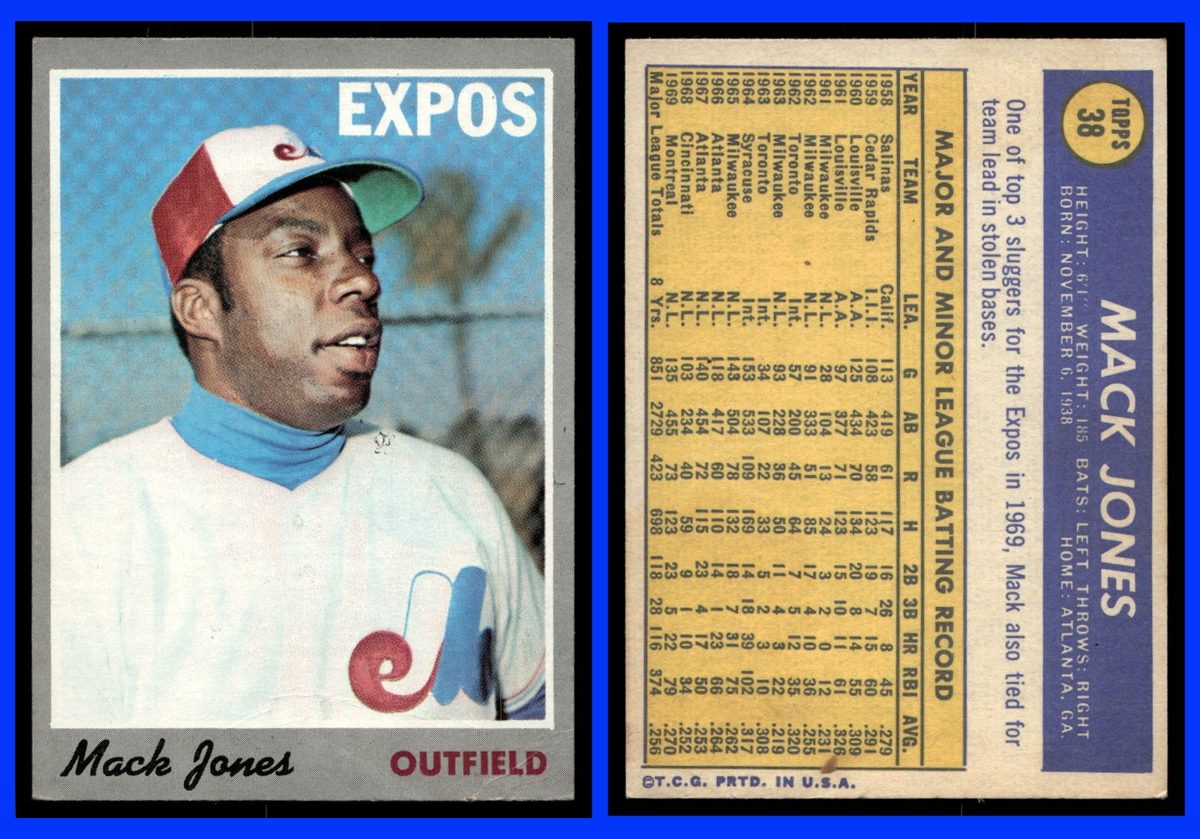 EXPOS
e
Mack Jones
OUTFIELD
TOPPS
38
MACK JONES
HEIGHT: 6'1" WEIGHT: 185 BATS: LEFT THROWS: RIGHT
BORN: NOVEMBER 6, 1938 HOME: ATLANTA, GA.
One of top 3 sluggers for the Expos in 1969, Mack also tied for
team lead in stolen bases.
MAJOR AND MINOR LEAGUE BATTING RECORD
YEAR TEAM LEA. G AB R H 2B 3B HR RBI AVG.
1958 Salinas Calif. 113 419 61 117 16 26 8 45 .279
1959 Cedar Rapids I.I.I. 108 423 58 123 19 7 15 60 .291
1960 Louisville A.A. 125 434 70 134 20 8 14 55 .309
1961 Louisville A.A. 97 377 71 123 15 10 11 61 .326
1961 Milwaukee N.L. 28 104 13 24 3 2 0 12 .231
1962 Milwaukee N.L. 91 333 51 85 17 4 10 36 .255
1962 Toronto Int. 57 200 45 64 7 5 12 35 .320
1963 Milwaukee N.L. 93 228 36 50 11 4 3 22 .219
1963 Toronto Int. 34 107 22 33 5 2 3 10 .308
1964 Syracuse Int. 153 533 109 169 14 18 39 102 .317
1965 Milwaukee N.L. 143 504 78 132 18 7 31 75 .262
1966 Atlanta N.L. 118 417 60 110 14 1 23 66 .264
1967 Atlanta N.L. 140 454 72 115 23 4 17 50 .253
1968 Cincinnati N.L. 103 234 40 59 9 1 10 34 .252
1969 Montreal N.L. 135 455 73 123 23 5 22 79 .270
Major League Totals 8 Yrs. 851 2729 423 698 118 28 116 374 .256
©T.C.G. PRTD. IN U.S.A.